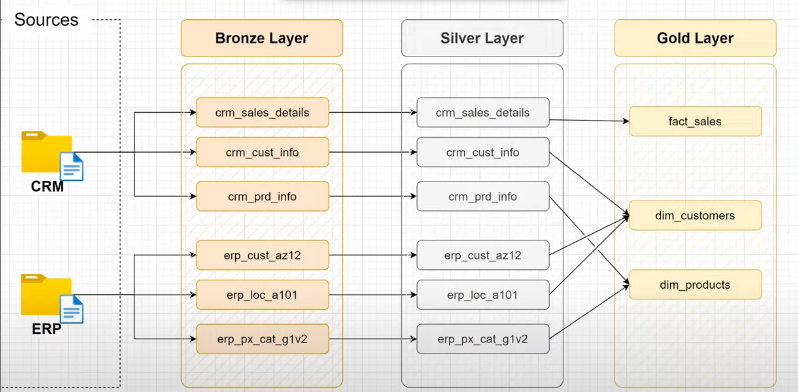 Sources
Bronze Layer
Silver Layer
Gold Layer
crm_sales_details
crm_sales_details
fact_sales
crm_cust_info
crm_cust_info
CRM
crm_prd_info
crm_prd_info
dim_customers
erp_cust_az12
erp_cust_az12
dim_products
erp_loc_a101
erp_loc_a101
ERP
erp_px_cat_g1v2
erp_px_cat_g1v2